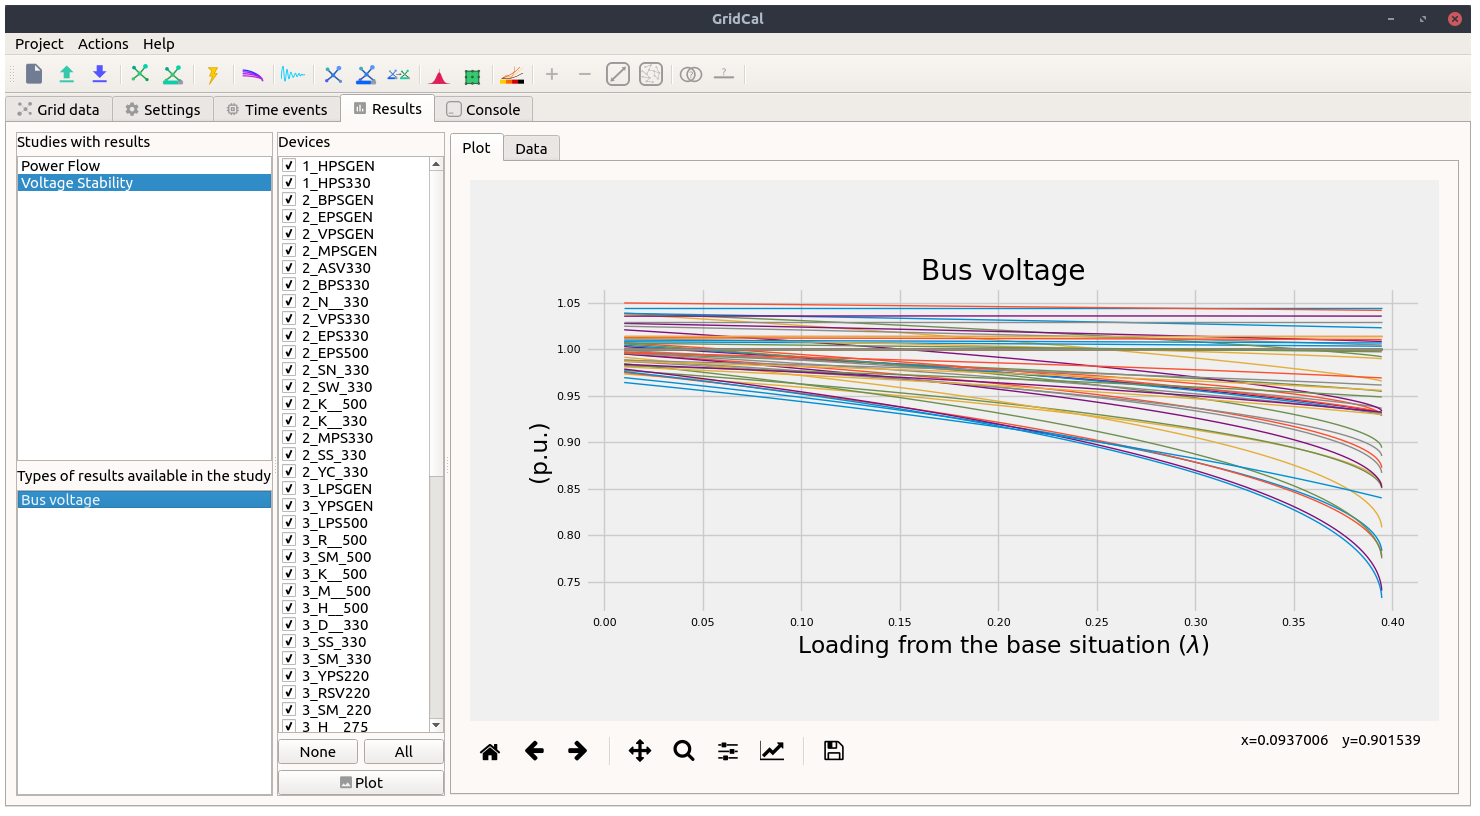 GridCal
Project Actions Help
Grid data Settings Time events Results Console
Studies with results
Power Flow
Voltage Stability
Types of results available in the study
Bus voltage
Devices
1_HPSGEN
1_HPS330
2_BPSGEN
2_EPSGEN
2_VPSGEN
2_MPSGEN
2_ASV330
2_BPS330
2_N__330
2_VPS330
2_EPS330
2_EPS500
2_SN_330
2_SW_330
2_K__500
2_K__330
2_MPS330
2_SS_330
2_YC_330
3_LPSGEN
3_YPSGEN
3_LPS500
3_R__500
3_SM_500
3_K__500
3_M__500
3_H__500
3_D__330
3_SS_330
3_SM_330
3_YPS220
3_RSV220
3_SM_220
3_H__275
None All
Plot
Plot Data
Bus voltage
(p.u.)
1.05
1.00
0.95
0.90
0.85
0.80
0.75
0.00 0.05 0.10 0.15 0.20 0.25 0.30 0.35 0.40
Loading from the base situation (λ)
x=0.0937006 y=0.901539